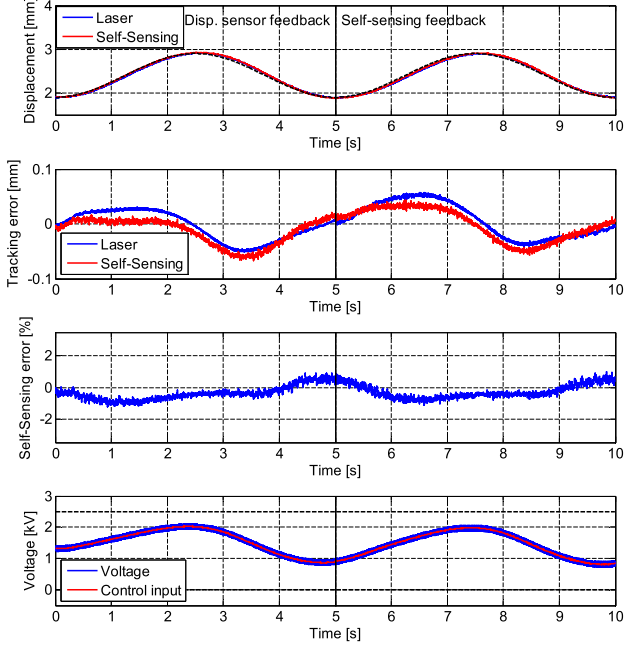 Displacement [mm]
4
3
2
Laser
Self-Sensing
Disp. sensor feedback
Self-sensing feedback
0 1 2 3 4 5 6 7 8 9 10
Time [s]
Tracking error [mm]
0.1
0
-0.1
Laser
Self-Sensing
0 1 2 3 4 5 6 7 8 9 10
Time [s]
Self-Sensing error [%]
2
0
-2
0 1 2 3 4 5 6 7 8 9 10
Time [s]
Voltage [kV]
3
2
1
0
Voltage
Control input
0 1 2 3 4 5 6 7 8 9 10
Time [s]